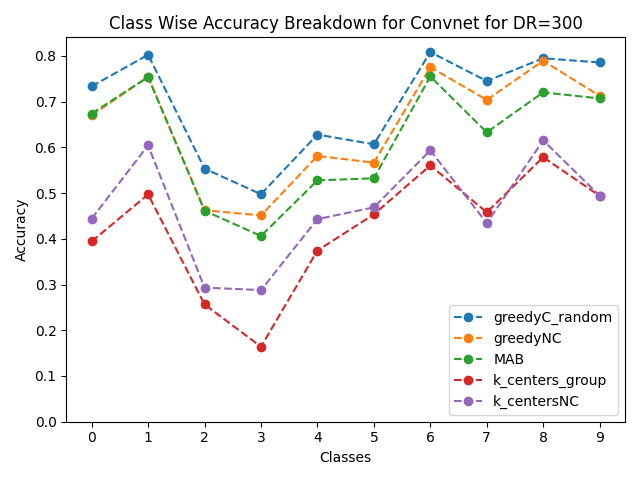 Class Wise Accuracy Breakdown for Convnet for DR=300
Accuracy
0.8
0.7
0.6
0.5
0.4
0.3
0.2
0.1
0.0
greedyC_random
greedyNC
MAB
k_centers_group
k_centersNC
0 1 2 3 4 5 6 7 8 9
Classes